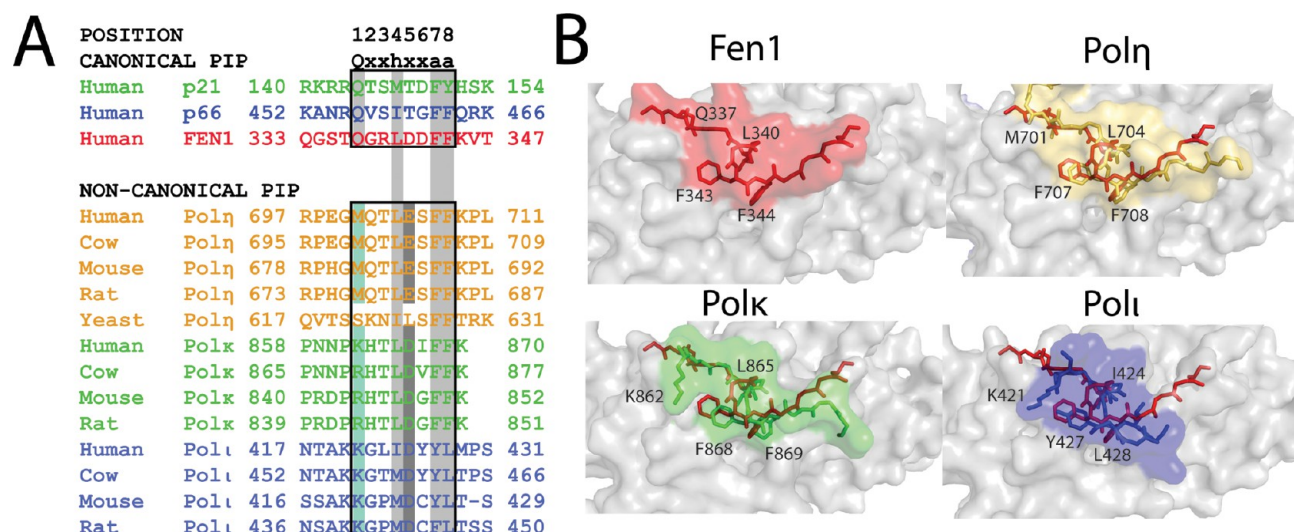 A
POSITION 12345678
CANONICAL PIP QxxhxxAa
Human p21 140 RKRRQTSMTDFYHSK 154
Human p66 452 KANRQVSITGFFQRK 466
Human FEN1 333 QGSTQGRLDDFFKVT 347
NON-CANONICAL PIP
Human Polη 697 RPEGMQTLESFFKPL 711
Cow Polη 695 RPEGMQTLESFFKPL 709
Mouse Polη 678 RPHGMQTLESFFKPL 692
Rat Polη 673 RPHGMQTLESFFKPL 687
Yeast Polη 617 QVTSSKNILSFFTRK 631
Human Polκ 858 PNNPKHTLDIFFK 870
Cow Polκ 865 PNNPRHTLDVFFK 877
Mouse Polκ 840 PRDPRHTLDGFFK 852
Rat Polκ 839 PRDPRHTLDGFFK 851
Human Polι 417 NTAKKGLIDYYLMPS 431
Cow Polι 452 NTAKKGLMDYYLTPS 466
Mouse Polι 416 SSAKKGPMDCYLT-S 429
Rat Polι 436 NSAKKGPMDCFLTSS 450
B
Fen1
Q337
L340
F343
F344
Polη
M701
L704
F707
F708
Polκ
K862
L865
F868
F869
Polι
K421
I424
Y427
L428